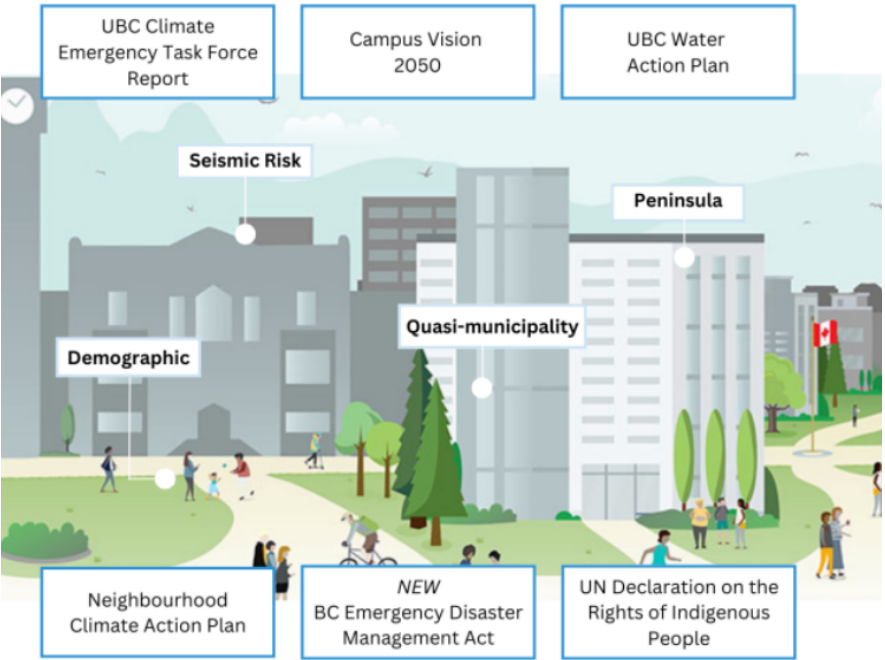 UBC Climate
Emergency Task Force
Report
Campus Vision
2050
UBC Water
Action Plan
Seismic Risk
Peninsula
Quasi-municipality
Demographic
Neighbourhood
Climate Action Plan
NEW
BC Emergency Disaster
Management Act
UN Declaration on the
Rights of Indigenous
People